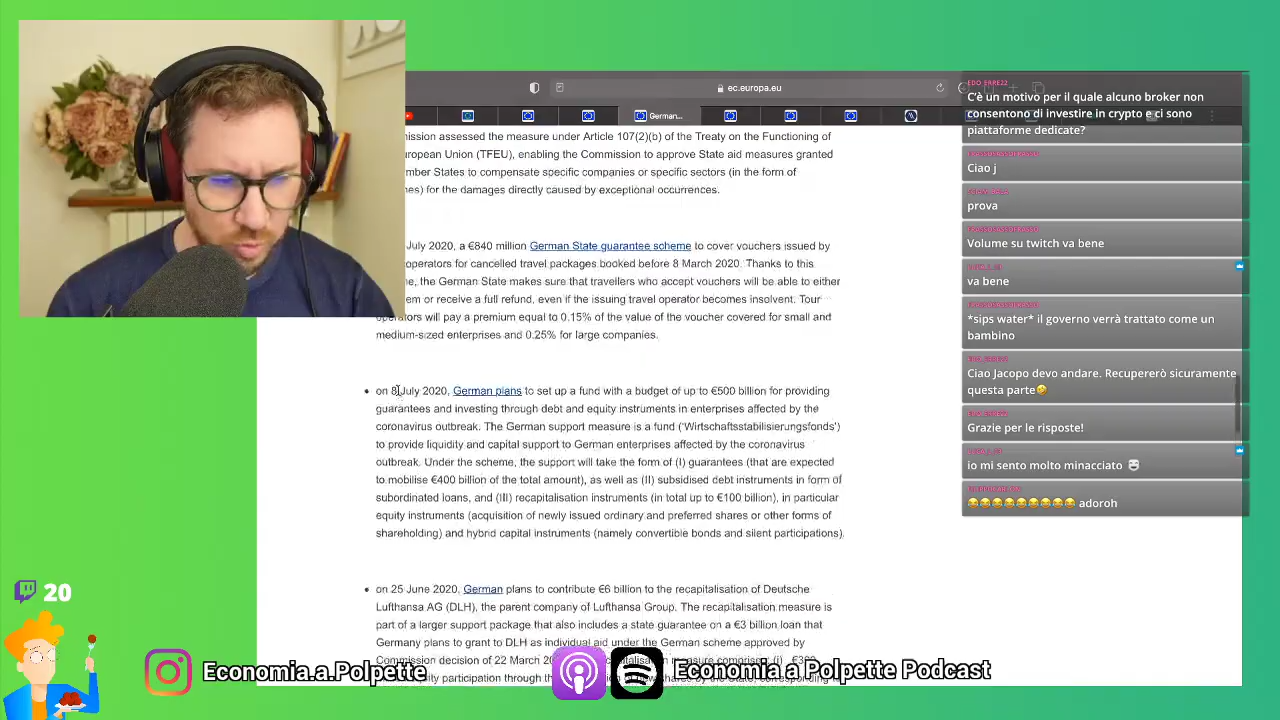 ec.europa.eu
German...
mission assessed the measure under Article 107(2)(b) of the Treaty on the Functioning of
uropean Union (TFEU), enabling the Commission to approve State aid measures granted
mber States to compensate specific companies or specific sectors (in the form of
es) for the damages directly caused by exceptional occurrences.
July 2020, a €840 million German State guarantee scheme to cover vouchers issued by
operators for cancelled travel packages booked before 8 March 2020. Thanks to this
e, the German State makes sure that travellers who accept vouchers will be able to either
em or receive a full refund, even if the issuing travel operator becomes insolvent. Tour
operators will pay a premium equal to 0.15% of the value of the voucher covered for small and
medium-sized enterprises and 0.25% for large companies.
• on 8 July 2020, German plans to set up a fund with a budget of up to €500 billion for providing
guarantees and investing through debt and equity instruments in enterprises affected by the
coronavirus outbreak. The German support measure is a fund ('Wirtschaftsstabilisierungsfonds')
to provide liquidity and capital support to German enterprises affected by the coronavirus
outbreak. Under the scheme, the support will take the form of (I) guarantees (that are expected
to mobilise €400 billion of the total amount), as well as (II) subsidised debt instruments in form of
subordinated loans, and (III) recapitalisation instruments (in total up to €100 billion), in particular
equity instruments (acquisition of newly issued ordinary and preferred shares or other forms of
shareholding) and hybrid capital instruments (namely convertible bonds and silent participations).
• on 25 June 2020, German plans to contribute €6 billion to the recapitalisation of Deutsche
Lufthansa AG (DLH), the parent company of Lufthansa Group. The recapitalisation measure is
part of a larger support package that also includes a state guarantee on a €3 billion loan that
Germany plans to grant to DLH as individual aid under the German scheme approved by
Commission decision of 22 March 20
equity participation through the
EDO_ERRE22
C'è un motivo per il quale alcuno broker non
consentono di investire in crypto e ci sono
piattaforme dedicate?
Ciao j
prova
Volume su twitch va bene
va bene
*sips water* il governo verrà trattato come un
bambino
Ciao Jacopo devo andare. Recupererò sicuramente
questa parte🤣
Grazie per le risposte!
io mi sento molto minacciato
😂😂😂😂😂😂😂😂😂 adoroh
20
Economia.a.Polpette
Economia a Polpette Podcast